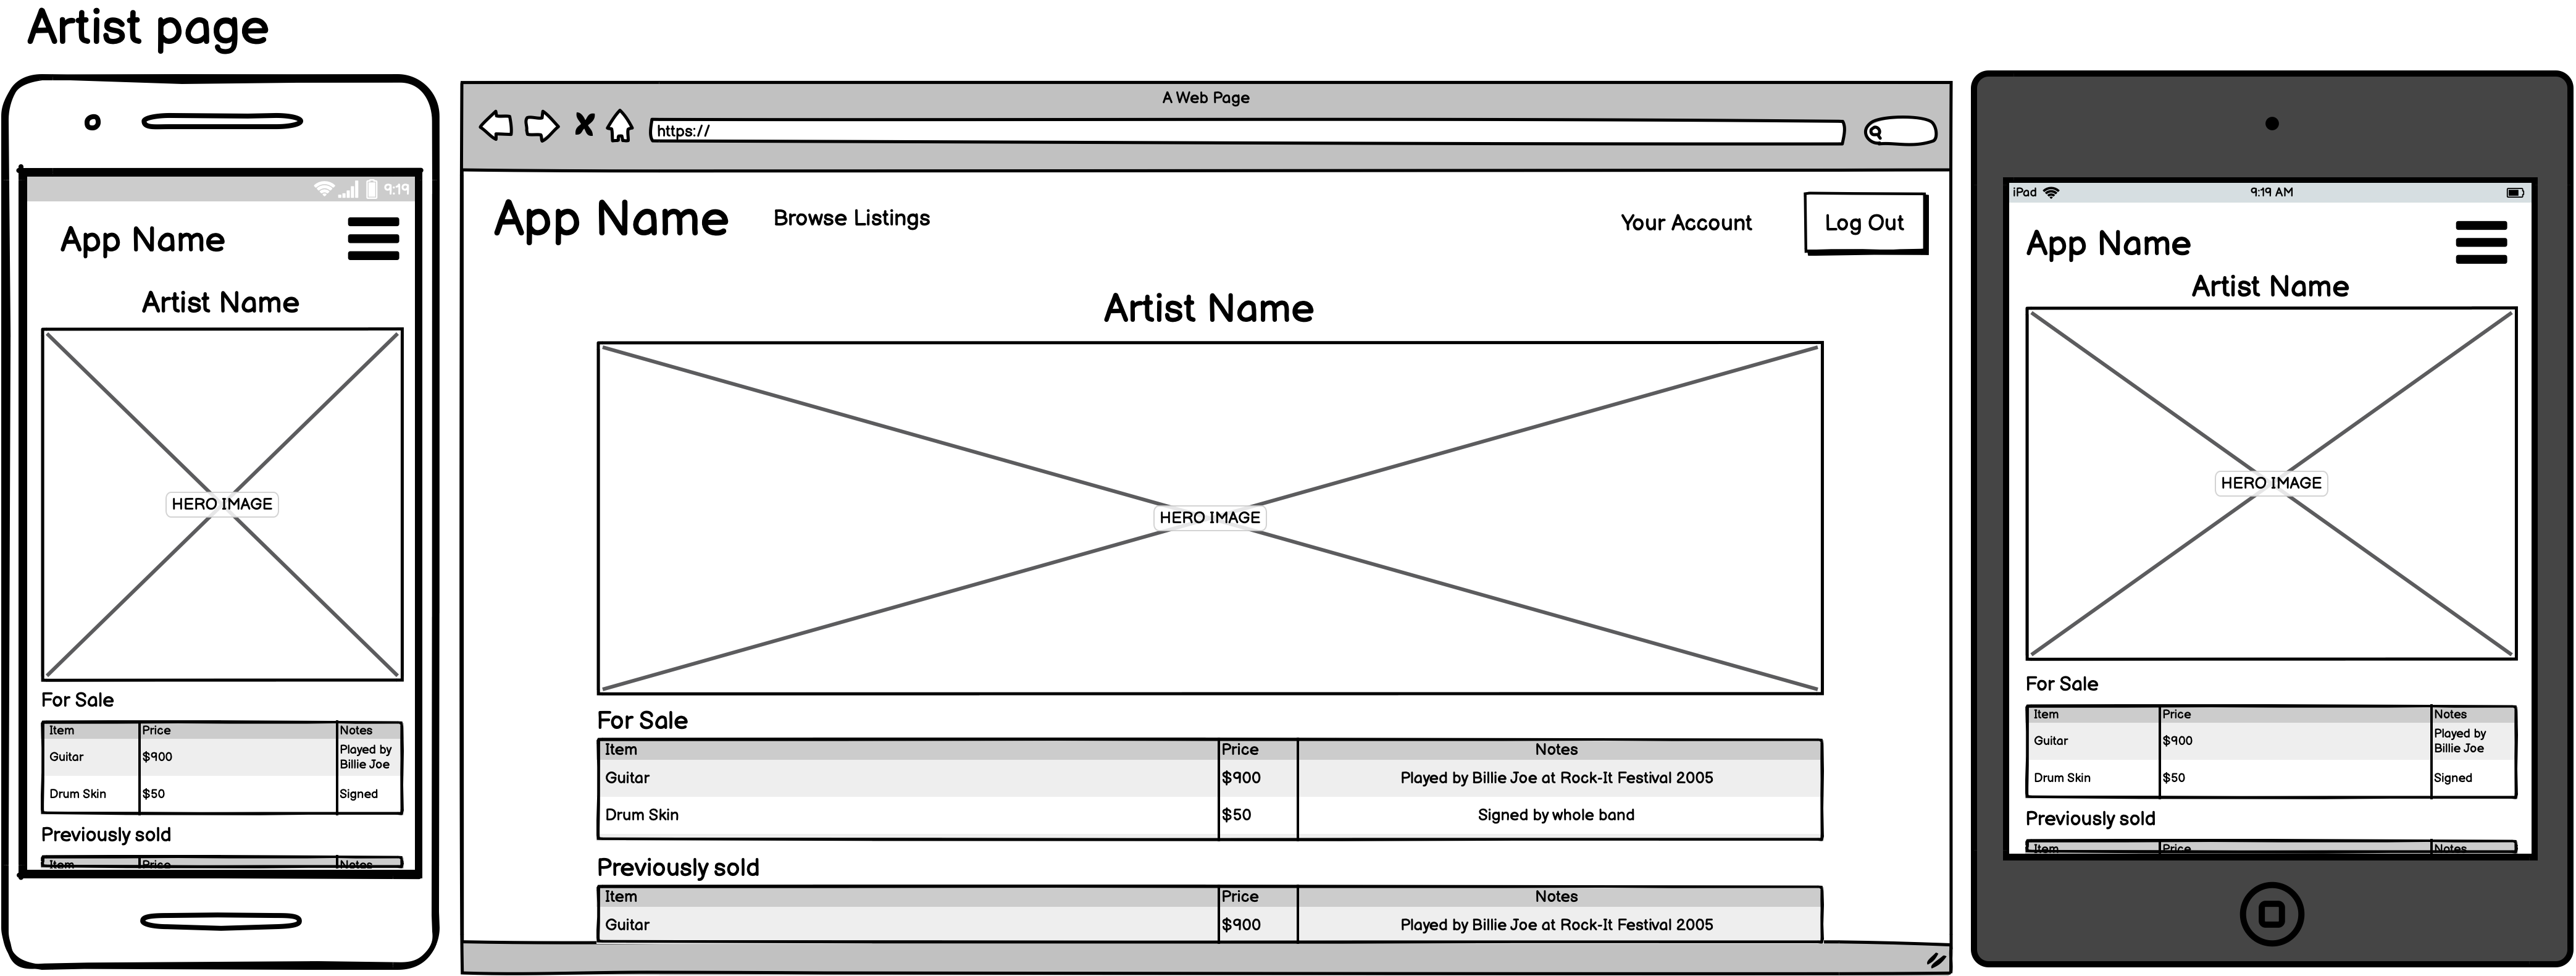 Artist page
9:19
App Name
Artist Name
HERO IMAGE
For Sale
Item Price Notes
Guitar $900 Played by
Billie Joe
Drum Skin $50 Signed
Previously sold
Item Price Notes
A Web Page
https://
App Name Browse Listings Your Account Log Out
Artist Name
HERO IMAGE
For Sale
Item Price Notes
Guitar $900 Played by Billie Joe at Rock-It Festival 2005
Drum Skin $50 Signed by whole band
Previously sold
Item Price Notes
Guitar $900 Played by Billie Joe at Rock-It Festival 2005
iPad 9:19 AM
App Name
Artist Name
HERO IMAGE
For Sale
Item Price Notes
Guitar $900 Played by
Billie Joe
Drum Skin $50 Signed
Previously sold
Item Price Notes